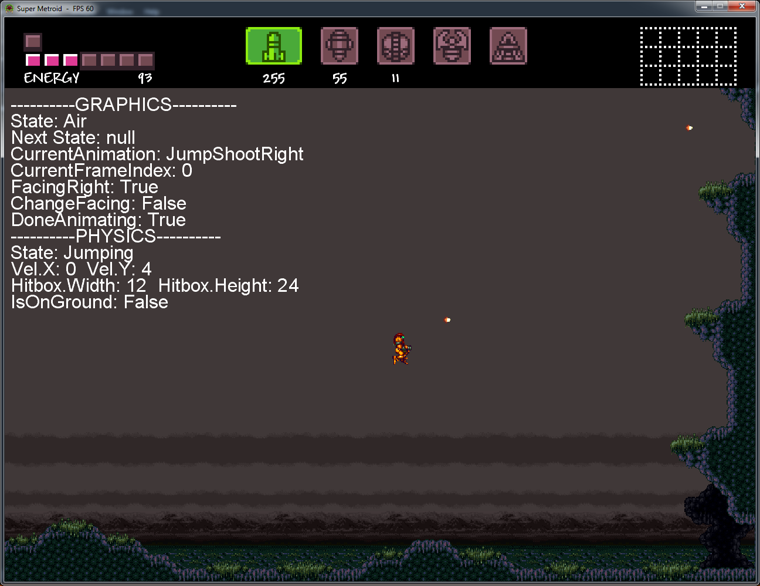 Super Metroid - FPS 60
ENERGY 93
255 55 11
----------GRAPHICS----------
State: Air
Next State: null
CurrentAnimation: JumpShootRight
CurrentFrameIndex: 0
FacingRight: True
ChangeFacing: False
DoneAnimating: True
----------PHYSICS----------
State: Jumping
Vel.X: 0  Vel.Y: 4
Hitbox.Width: 12  Hitbox.Height: 24
IsOnGround: False